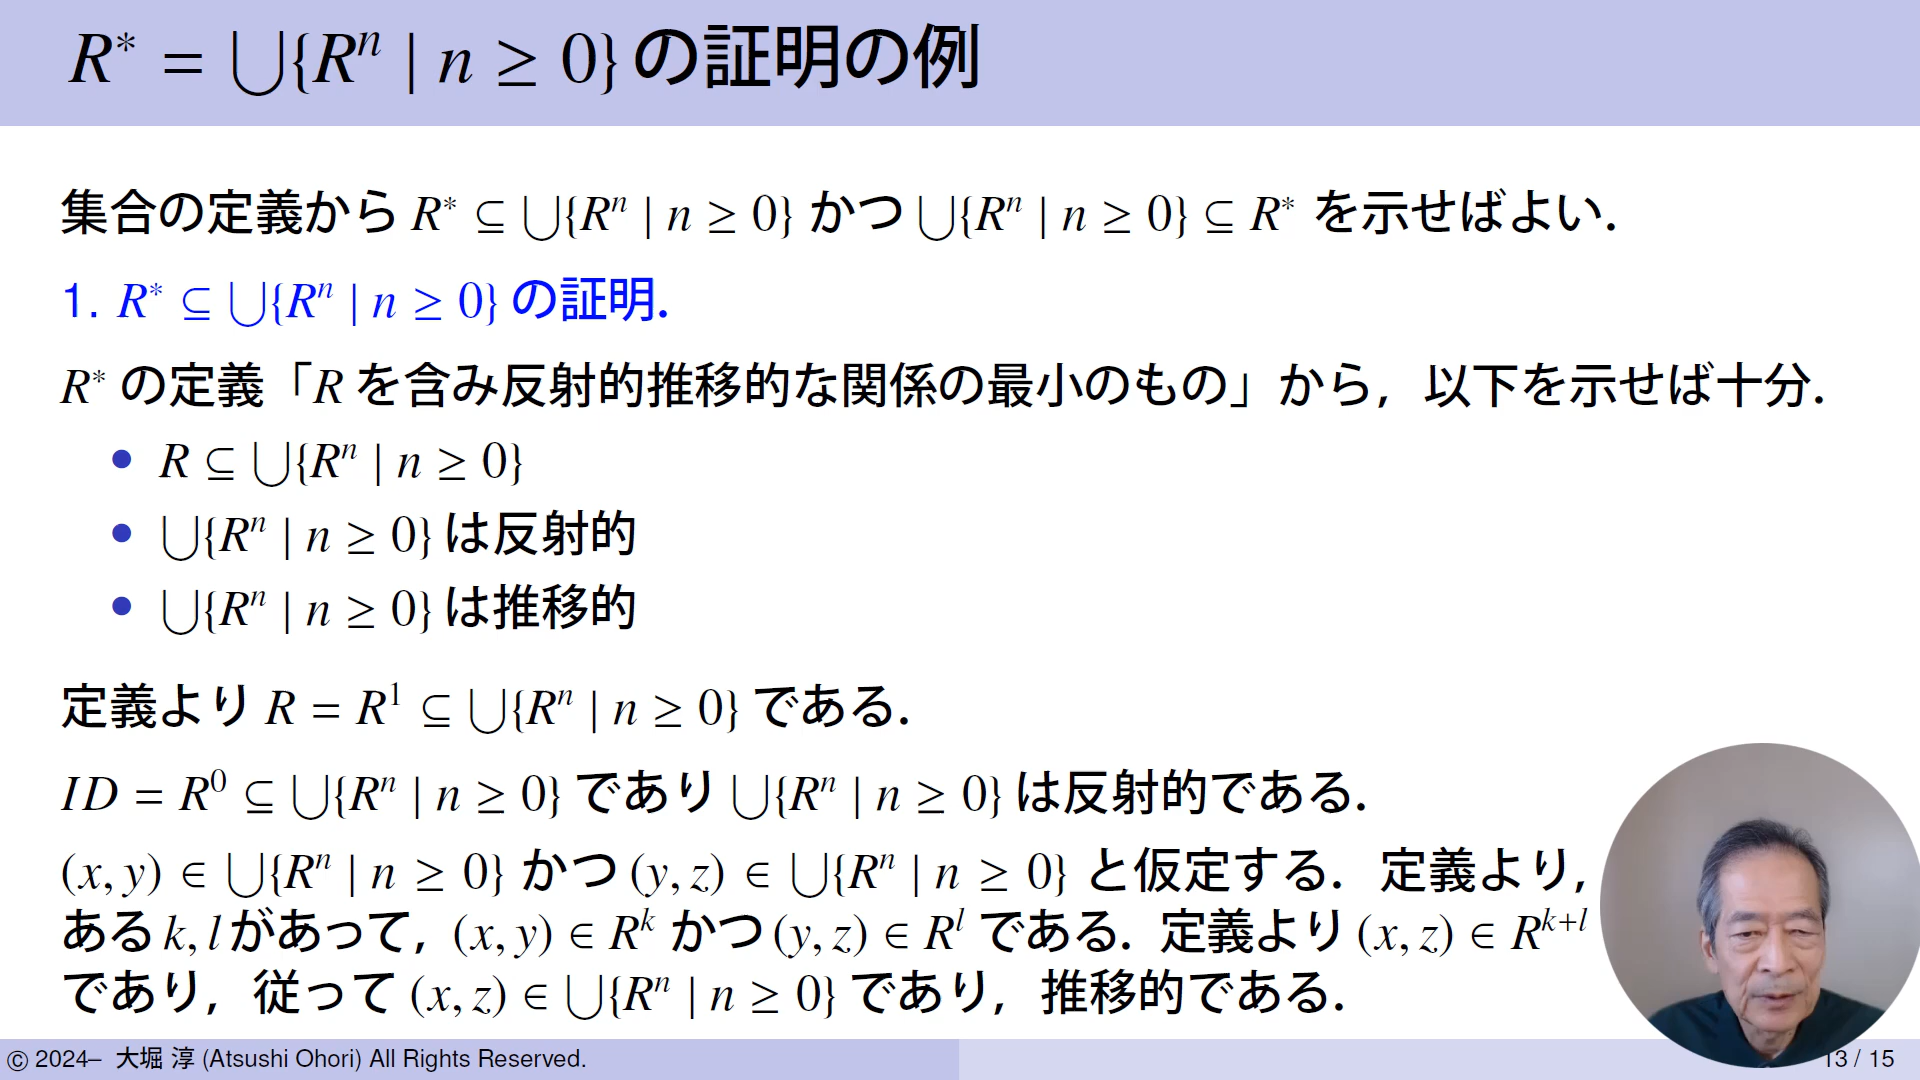 R* = ⋃{Rⁿ | n ≥ 0} の証明の例
集合の定義から R* ⊆ ⋃{Rⁿ | n ≥ 0} かつ ⋃{Rⁿ | n ≥ 0} ⊆ R* を示せばよい．
1. R* ⊆ ⋃{Rⁿ | n ≥ 0} の証明．
R* の定義「R を含み反射的推移的な関係の最小のもの」から，以下を示せば十分．
• R ⊆ ⋃{Rⁿ | n ≥ 0}
• ⋃{Rⁿ | n ≥ 0} は反射的
• ⋃{Rⁿ | n ≥ 0} は推移的
定義より R = R¹ ⊆ ⋃{Rⁿ | n ≥ 0} である．
ID = R⁰ ⊆ ⋃{Rⁿ | n ≥ 0} であり ⋃{Rⁿ | n ≥ 0} は反射的である．
(x, y) ∈ ⋃{Rⁿ | n ≥ 0} かつ (y, z) ∈ ⋃{Rⁿ | n ≥ 0} と仮定する．定義より，
ある k, l があって，(x, y) ∈ Rᵏ かつ (y, z) ∈ Rˡ である．定義より (x, z) ∈ Rᵏ⁺ˡ
であり，従って (x, z) ∈ ⋃{Rⁿ | n ≥ 0} であり，推移的である．
© 2024– 大堀 淳 (Atsushi Ohori) All Rights Reserved.
13 / 15